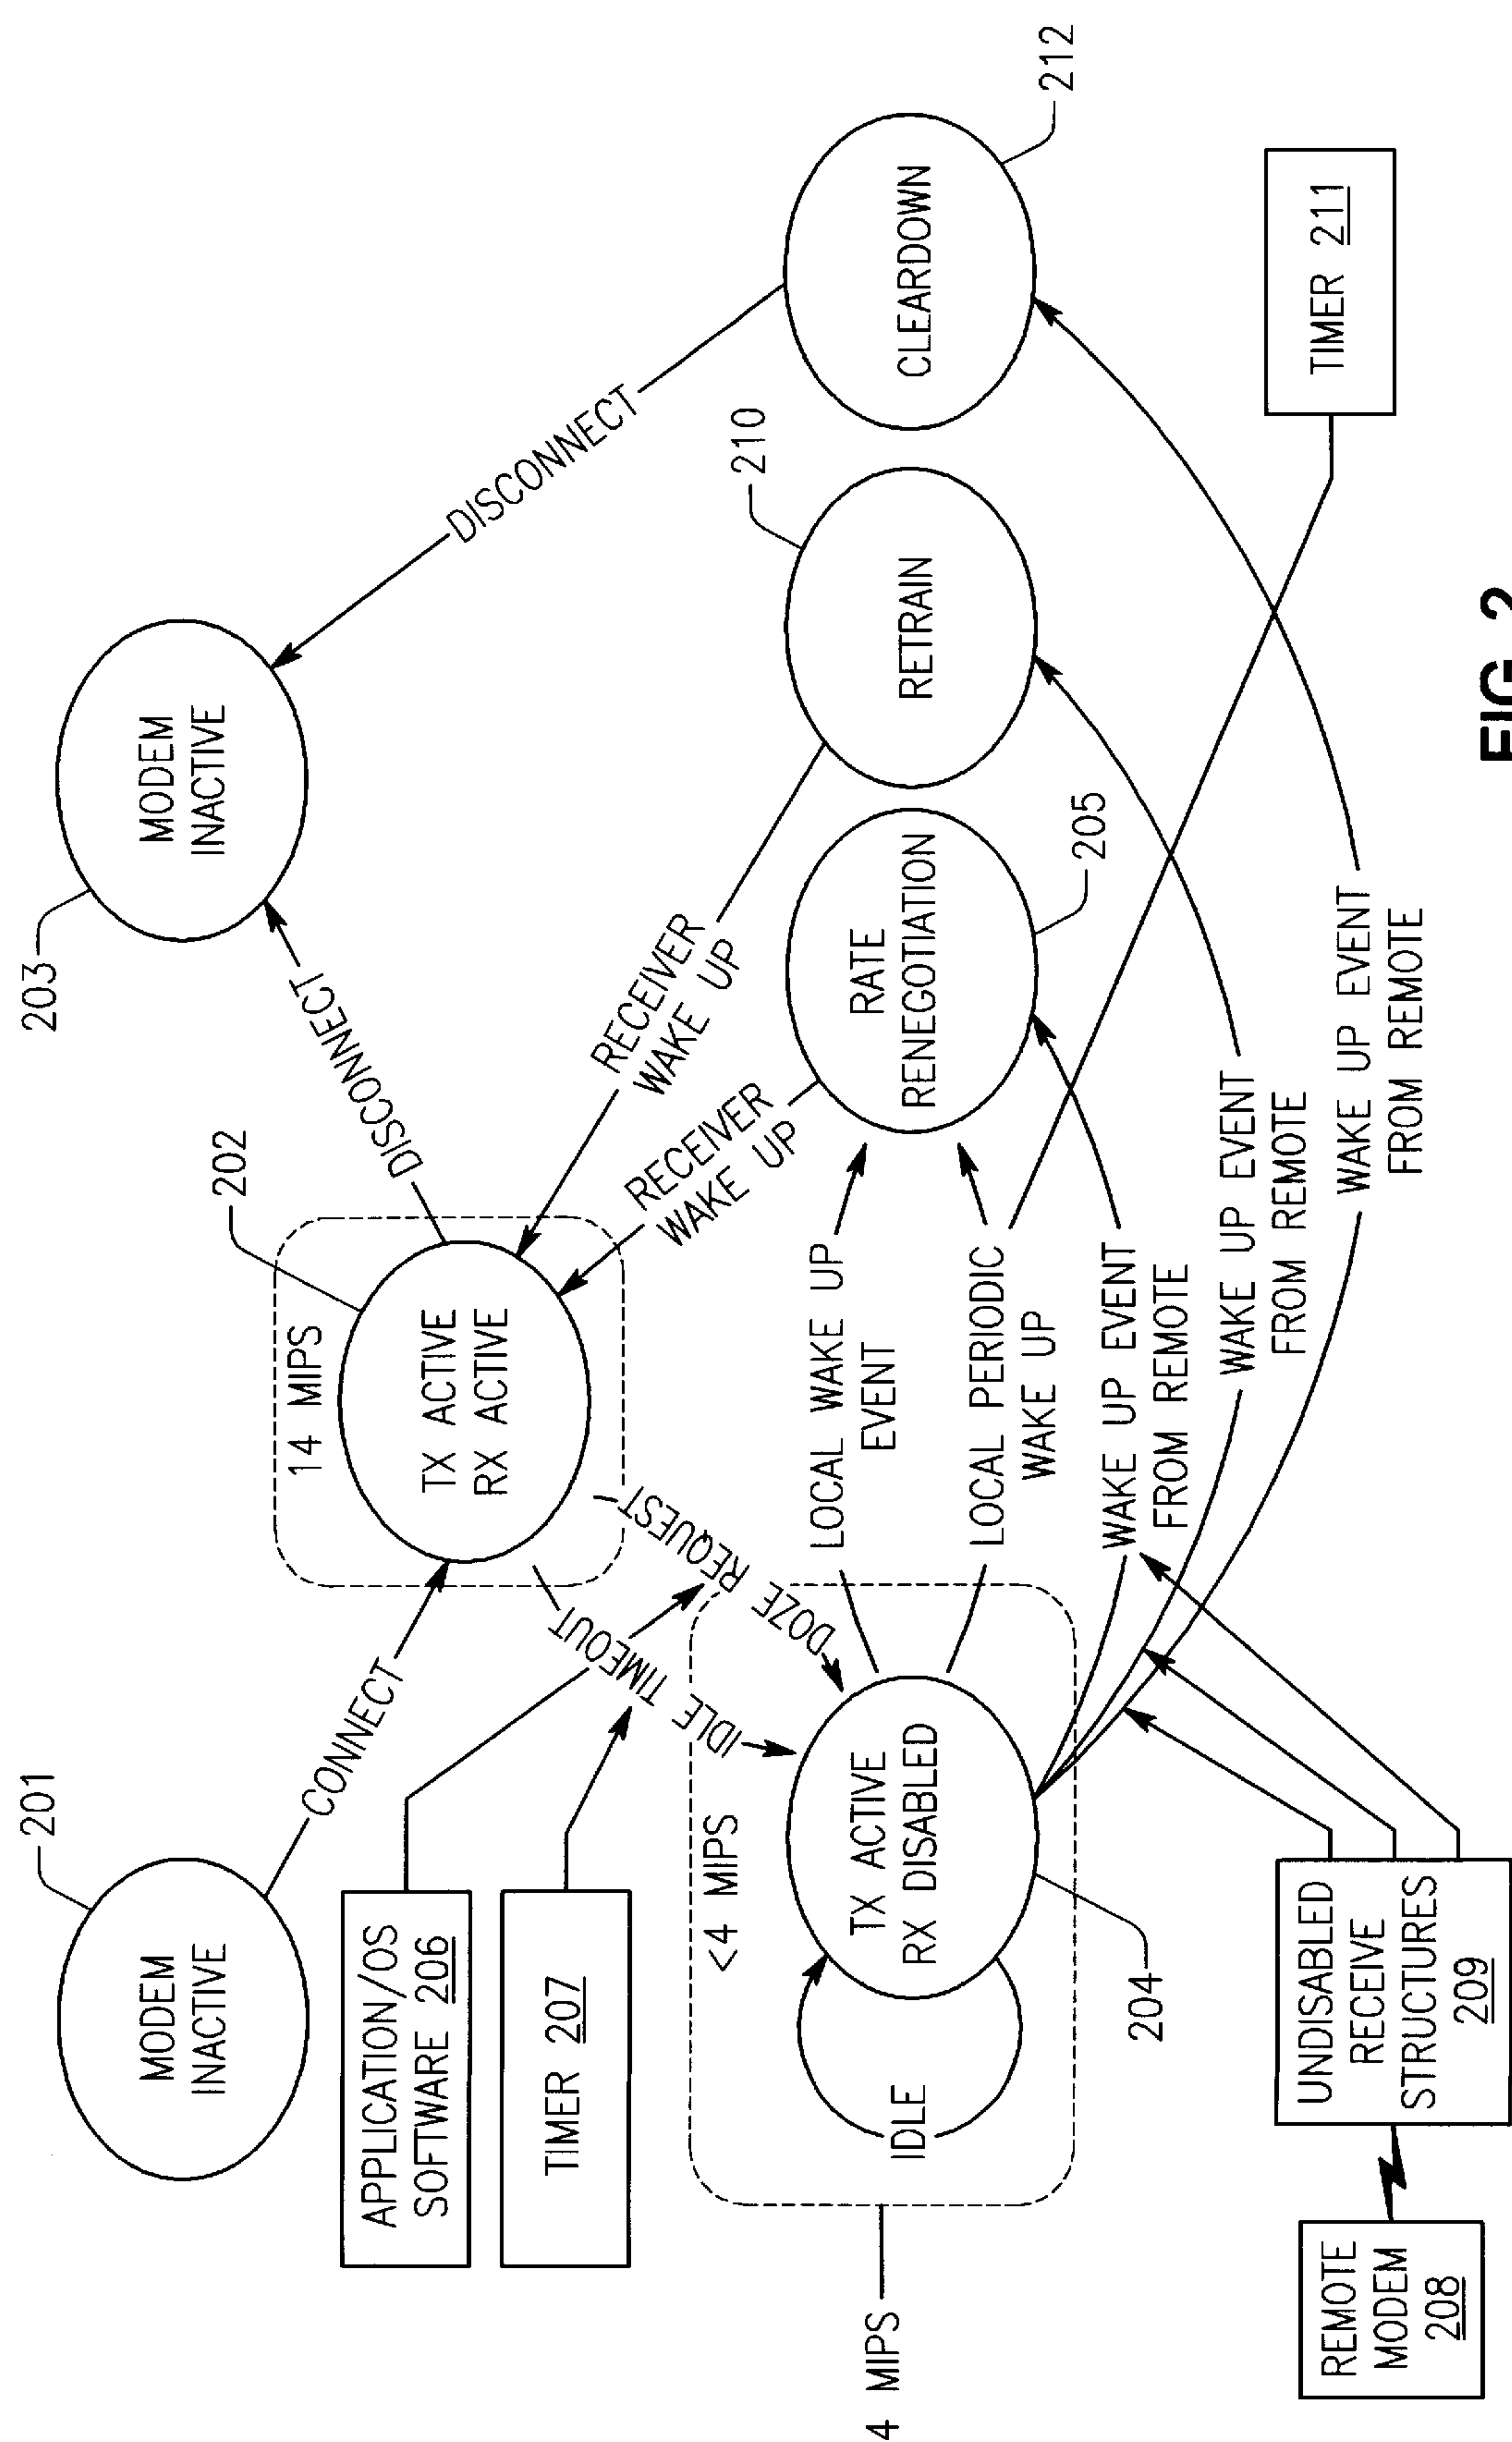 201
MODEM
INACTIVE
CONNECT
202
14 MIPS
TX ACTIVE
RX ACTIVE
DISCONNECT
203
MODEM
INACTIVE
DISCONNECT
APPLICATION/OS
SOFTWARE 206
TIMER 207
IDLE TIMEOUT
DOZE REQUEST
RECEIVER
WAKE UP
RECEIVER
WAKE UP
<4 MIPS
4 MIPS
IDLE
TX ACTIVE
RX DISABLED
204
LOCAL WAKE UP
EVENT
LOCAL PERIODIC
WAKE UP
WAKE UP EVENT
FROM REMOTE
WAKE UP EVENT
FROM REMOTE
WAKE UP EVENT
FROM REMOTE
RATE
RENEGOTIATION
205
RETRAIN
210
CLEARDOWN
212
TIMER 211
REMOTE
MODEM
208
UNDISABLED
RECEIVE
STRUCTURES
209
FIG. 2